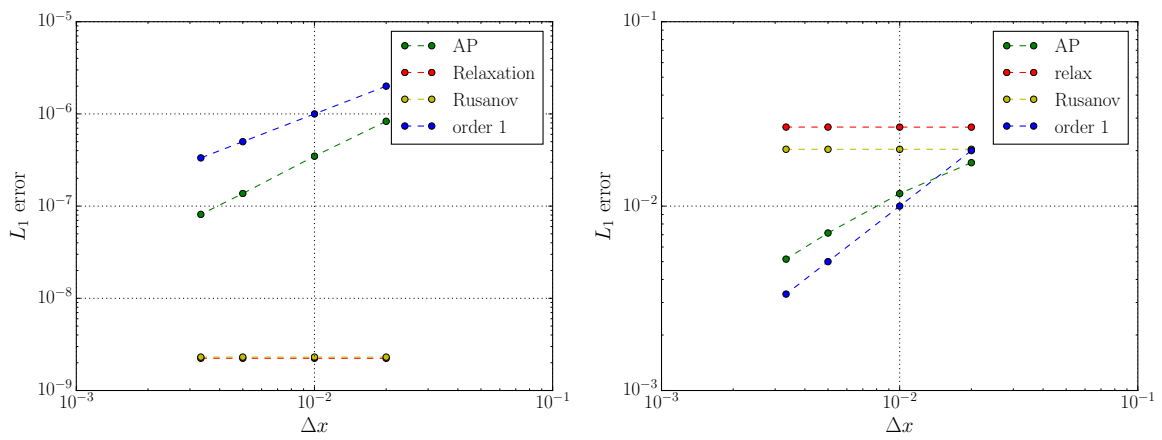 10⁻⁵
10⁻⁶
10⁻⁷
10⁻⁸
10⁻⁹
L₁ error
10⁻³
10⁻²
10⁻¹
Δx
AP
Relaxation
Rusanov
order 1
10⁻¹
10⁻²
10⁻³
L₁ error
10⁻³
10⁻²
10⁻¹
Δx
AP
relax
Rusanov
order 1